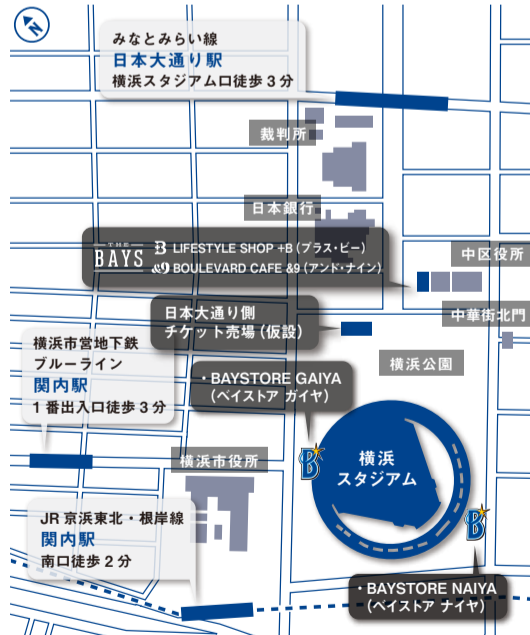 N
みなとみらい線
日本大通り駅
横浜スタジアム口徒歩3分
裁判所
日本銀行
THE
BAYS
B LIFESTYLE SHOP +B（プラス・ビー）
&9 BOULEVARD CAFE &9（アンド・ナイン）
中区役所
日本大通り側
チケット売場（仮設）
中華街北門
横浜市営地下鉄
ブルーライン
関内駅
1番出入口徒歩3分
横浜公園
・BAYSTORE GAIYA
（ベイストア ガイヤ）
横浜市役所
B
横浜
スタジアム
B
JR京浜東北・根岸線
関内駅
南口徒歩2分
・BAYSTORE NAIYA
（ベイストア ナイヤ）